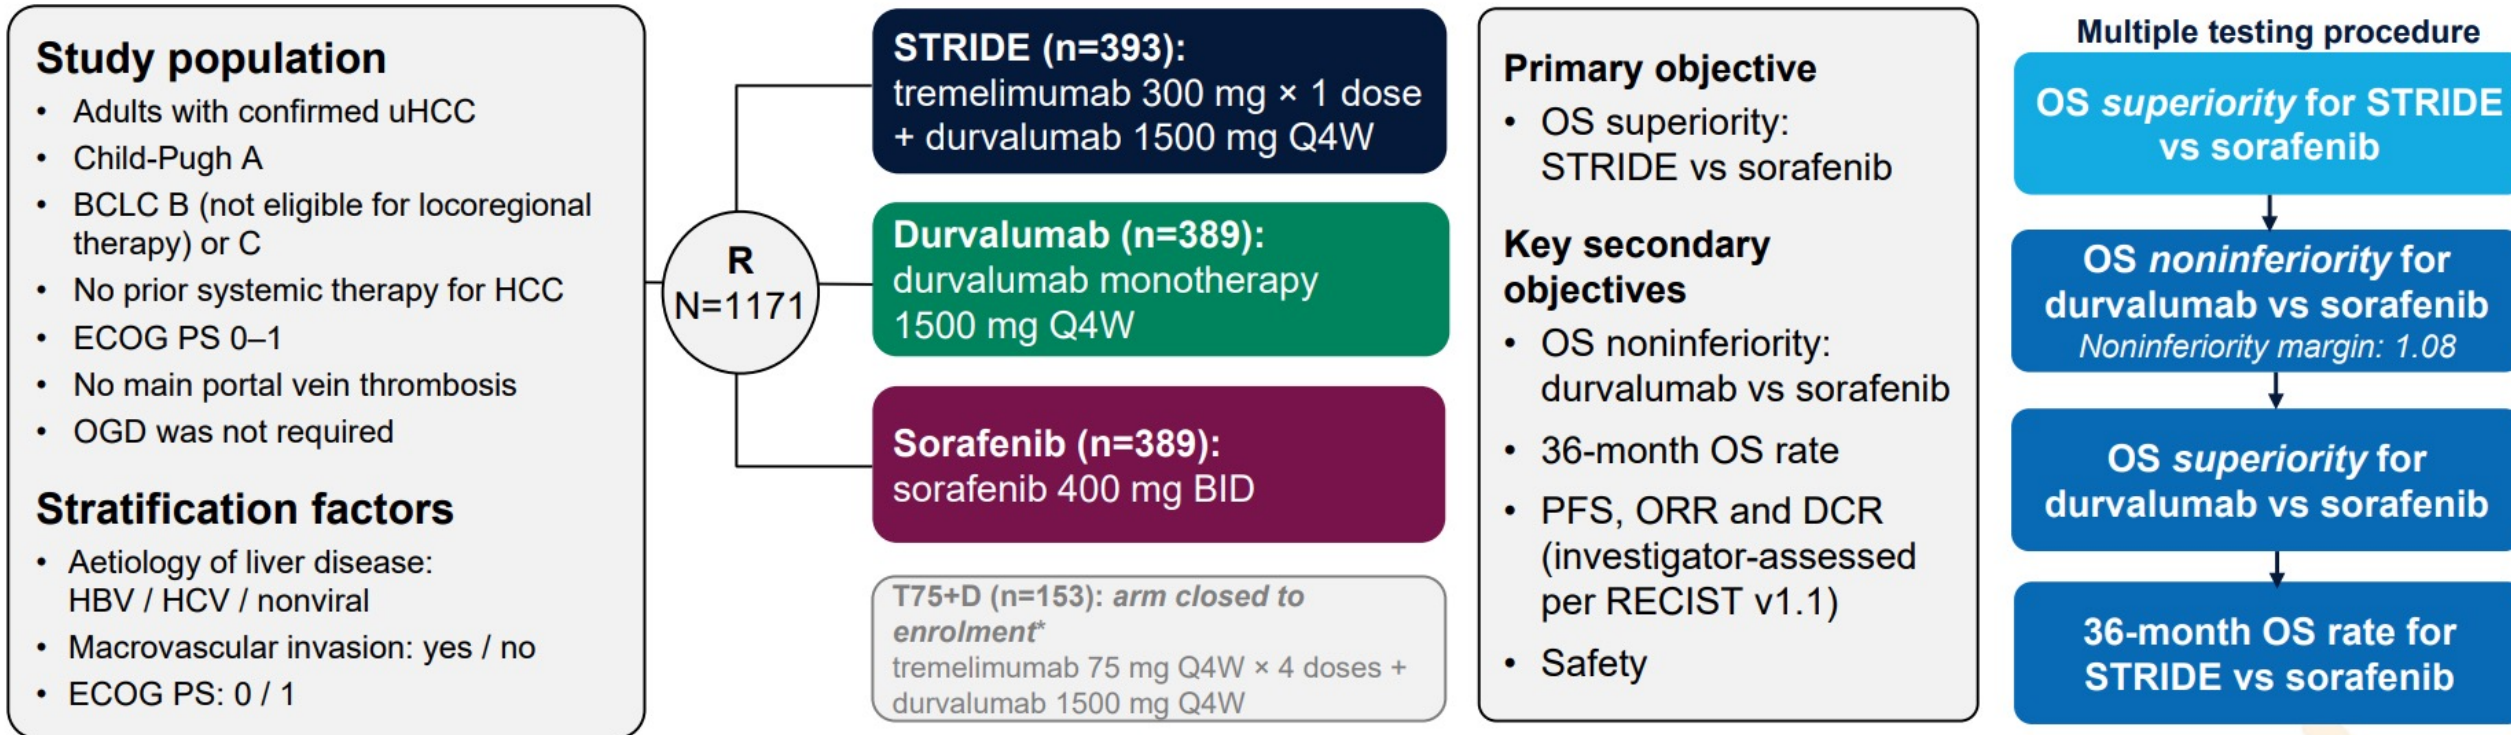 Study population
• Adults with confirmed uHCC
• Child-Pugh A
• BCLC B (not eligible for locoregional
therapy) or C
• No prior systemic therapy for HCC
• ECOG PS 0–1
• No main portal vein thrombosis
• OGD was not required
Stratification factors
• Aetiology of liver disease:
HBV / HCV / nonviral
• Macrovascular invasion: yes / no
• ECOG PS: 0 / 1
R
N=1171
STRIDE (n=393):
tremelimumab 300 mg × 1 dose
+ durvalumab 1500 mg Q4W
Durvalumab (n=389):
durvalumab monotherapy
1500 mg Q4W
Sorafenib (n=389):
sorafenib 400 mg BID
T75+D (n=153): arm closed to
enrolment*
tremelimumab 75 mg Q4W × 4 doses +
durvalumab 1500 mg Q4W
Primary objective
• OS superiority:
STRIDE vs sorafenib
Key secondary
objectives
• OS noninferiority:
durvalumab vs sorafenib
• 36-month OS rate
• PFS, ORR and DCR
(investigator-assessed
per RECIST v1.1)
• Safety
Multiple testing procedure
OS superiority for STRIDE
vs sorafenib
OS noninferiority for
durvalumab vs sorafenib
Noninferiority margin: 1.08
OS superiority for
durvalumab vs sorafenib
36-month OS rate for
STRIDE vs sorafenib